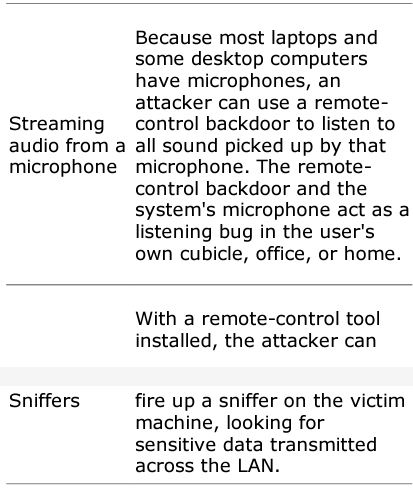 Streaming
audio from a
microphone
Because most laptops and
some desktop computers
have microphones, an
attacker can use a remote-
control backdoor to listen to
all sound picked up by that
microphone. The remote-
control backdoor and the
system's microphone act as a
listening bug in the user's
own cubicle, office, or home.
With a remote-control tool
installed, the attacker can
Sniffers
fire up a sniffer on the victim
machine, looking for
sensitive data transmitted
across the LAN.